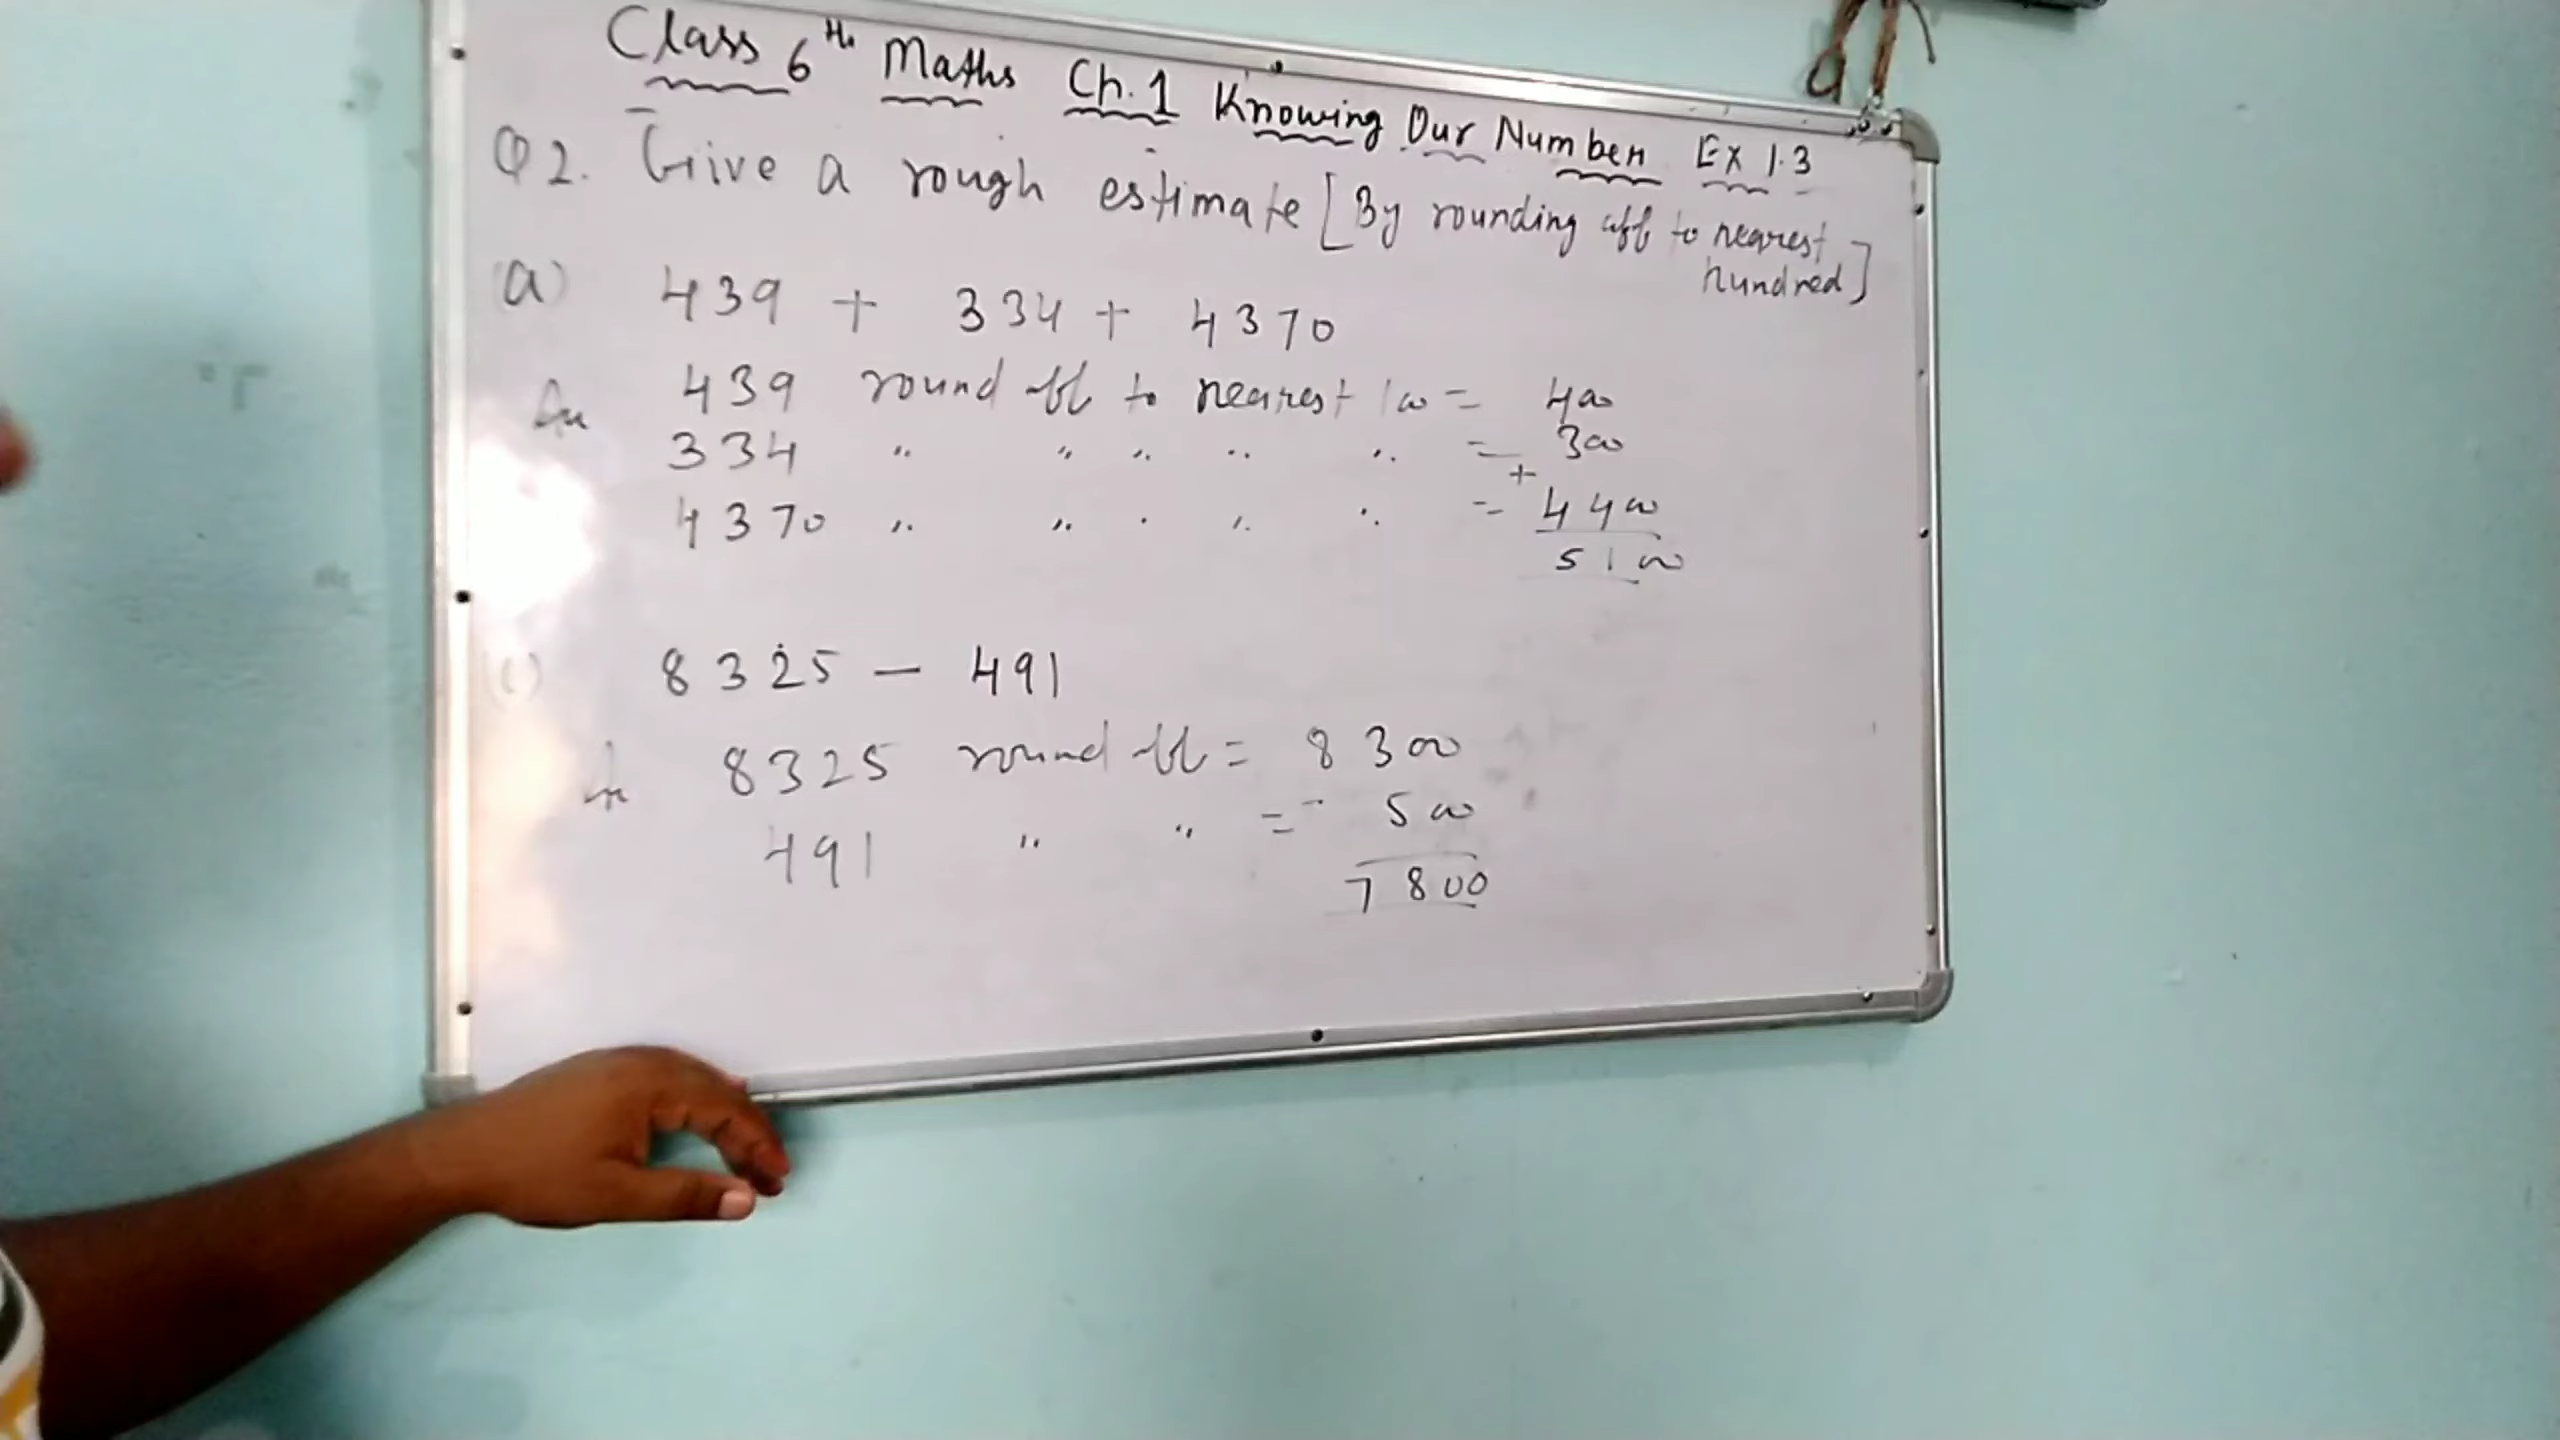 Class 6th Maths Ch.1 Knowing Our Number Ex 1.3
Q2. Give a rough estimate [By rounding off to nearest
hundred]
(a) 439 + 334 + 4370
An 439 round off to nearest 100 = 400
334 " " " " " = 300
+
4370 " " " " " = 4400
5100
(c) 8325 - 491
An 8325 round off = 8300
491 " " = - 500
7800